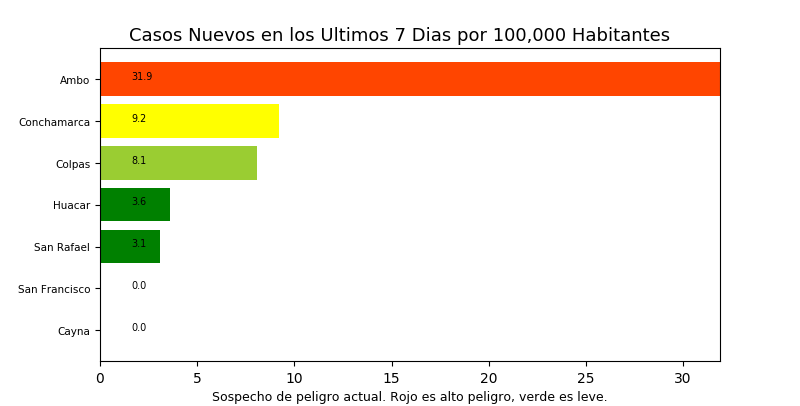 Casos Nuevos en los Ultimos 7 Dias por 100,000 Habitantes
Ambo 31.9
Conchamarca 9.2
Colpas 8.1
Huacar 3.6
San Rafael 3.1
San Francisco 0.0
Cayna 0.0
0 5 10 15 20 25 30
Sospecho de peligro actual. Rojo es alto peligro, verde es leve.